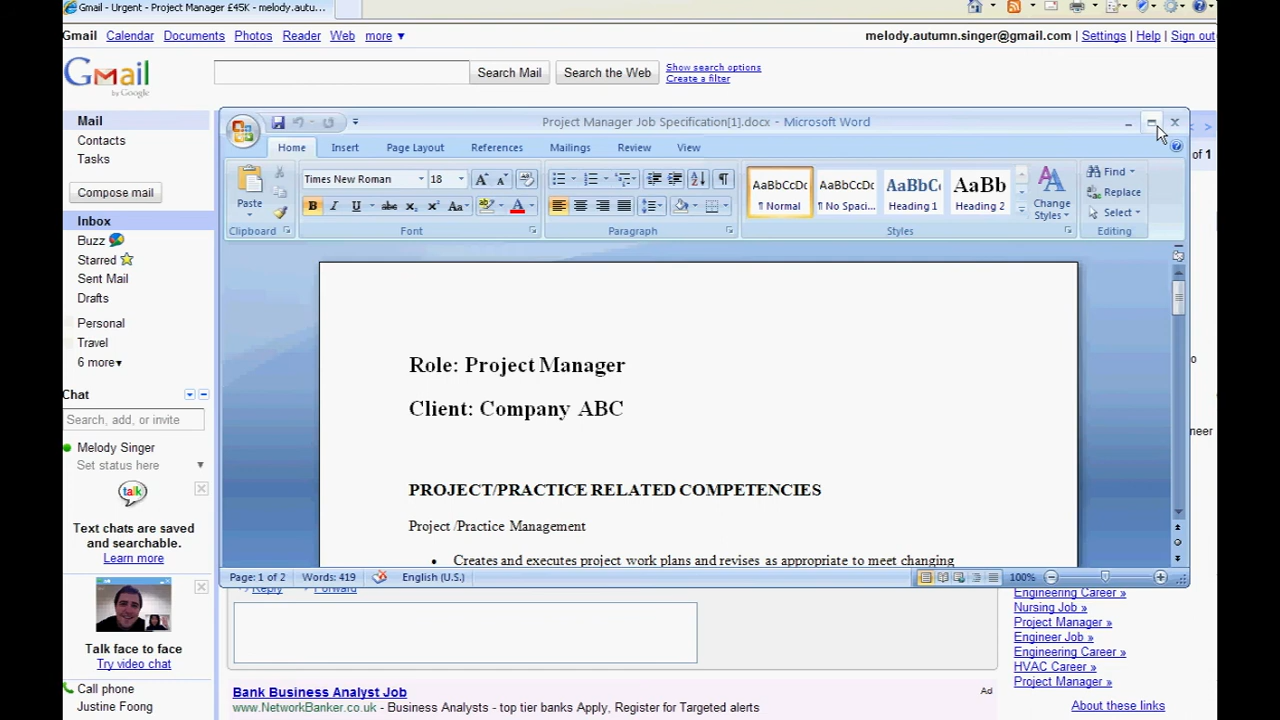 Gmail - Urgent - Project Manager £45K - melody.autu...
Gmail Calendar Documents Photos Reader Web more ▼
melody.autumn.singer@gmail.com | Settings | Help | Sign out
Gmail
by Google
Search Mail
Search the Web
Show search options
Create a filter
Mail
Contacts
Tasks
Compose mail
Inbox
Buzz
Starred
Sent Mail
Drafts
Personal
Travel
6 more▼
Chat
Search, add, or invite
Melody Singer
Set status here
talk
Text chats are saved
and searchable.
Learn more
Talk face to face
Try video chat
Call phone
Justine Foong
Project Manager Job Specification[1].docx - Microsoft Word
Home Insert Page Layout References Mailings Review View
Paste
Clipboard
Times New Roman 18
B I U abc X₂ X² Aa
Font
Paragraph
AaBbCcDc AaBbCcDc AaBbC AaBb
¶ Normal ¶ No Spaci... Heading 1 Heading 2
Change
Styles
Styles
Find
Replace
Select
Editing
Role: Project Manager
Client: Company ABC
PROJECT/PRACTICE RELATED COMPETENCIES
Project /Practice Management
• Creates and executes project work plans and revises as appropriate to meet changing
Page: 1 of 2 Words: 419 English (U.S.) 100%
of 1
neer
Reply Forward
Engineering Career »
Nursing Job »
Project Manager »
Engineer Job »
Engineering Career »
HVAC Career »
Project Manager »
About these links
Bank Business Analyst Job
Ad
www.NetworkBanker.co.uk - Business Analysts - top tier banks Apply, Register for Targeted alerts